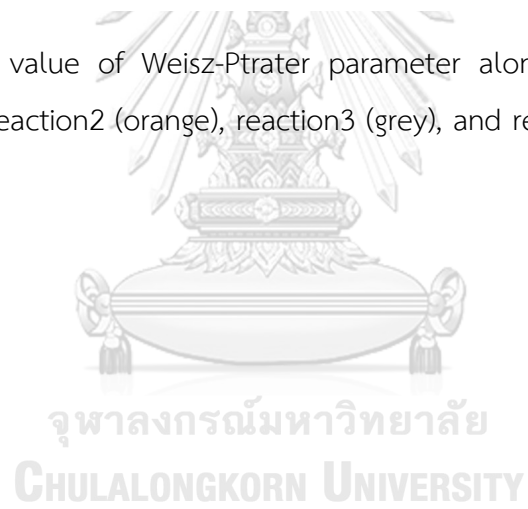 value of Weisz-Ptrater parameter alon
eaction2 (orange), reaction3 (grey), and re
จุฬาลงกรณ์มหาวิทยาลัย
CHULALONGKORN UNIVERSITY